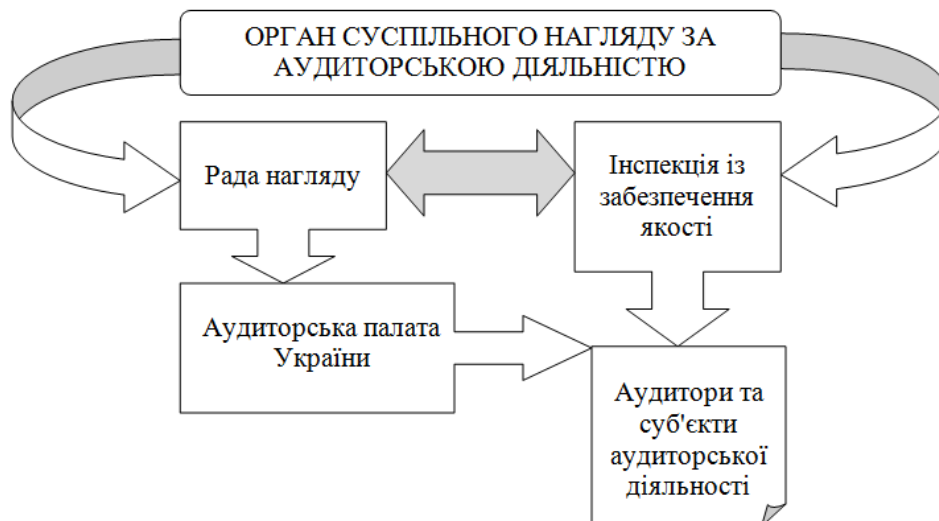 ОРГАН СУСПІЛЬНОГО НАГЛЯДУ ЗА
АУДИТОРСЬКОЮ ДІЯЛЬНІСТЮ
Рада нагляду
Інспекція із
забезпечення
якості
Аудиторська палата
України
Аудитори та
суб'єкти
аудиторської
діяльності